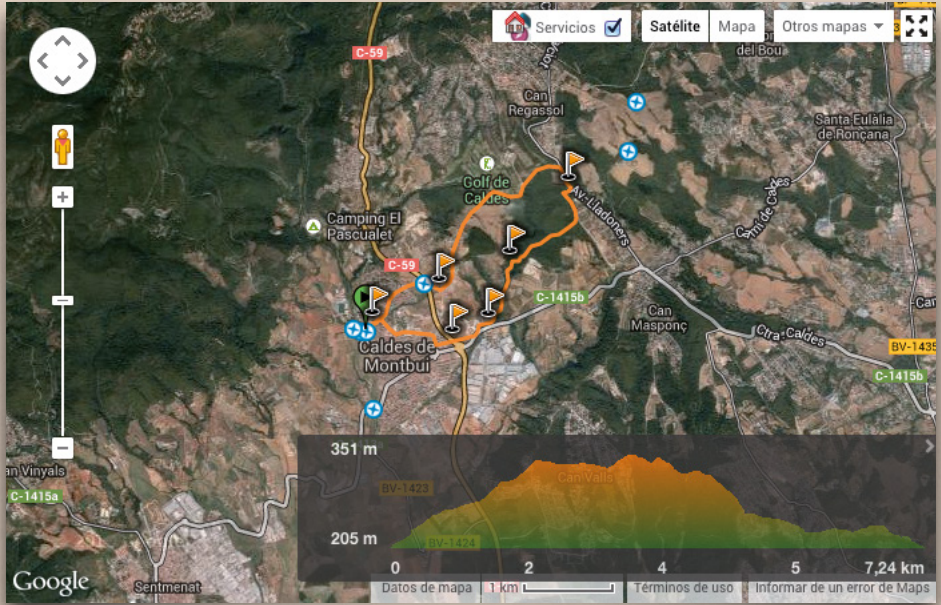 Servicios
Satélite
Mapa
Otros mapas
C-59
del Bou
Can
Regassol
Santa Eulàlia
de Ronçana
Golf de
Caldes
Av. Lladoners
Camping El
Pascualet
C-59
C-1415b
Can
Masponç
Ctra. Caldes
BV-1435
C-1415b
Caldes de
Montbui
351 m
an Vinyals
C-1415a
Can Valls
BV-1423
205 m
BV-1424
0
2
4
5
7,24 km
Google
Sentmenat
Datos de mapa
1 km
Términos de uso
Informar de un error de Maps